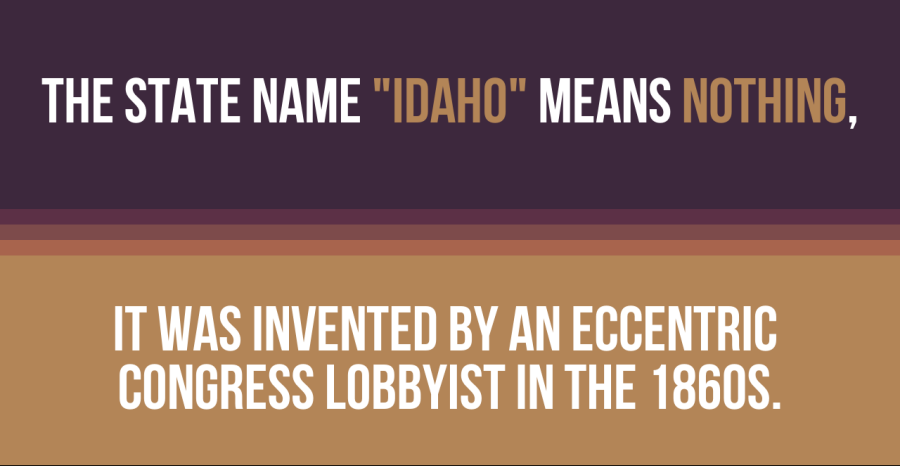 THE STATE NAME "IDAHO" MEANS NOTHING,
IT WAS INVENTED BY AN ECCENTRIC
CONGRESS LOBBYIST IN THE 1860S.